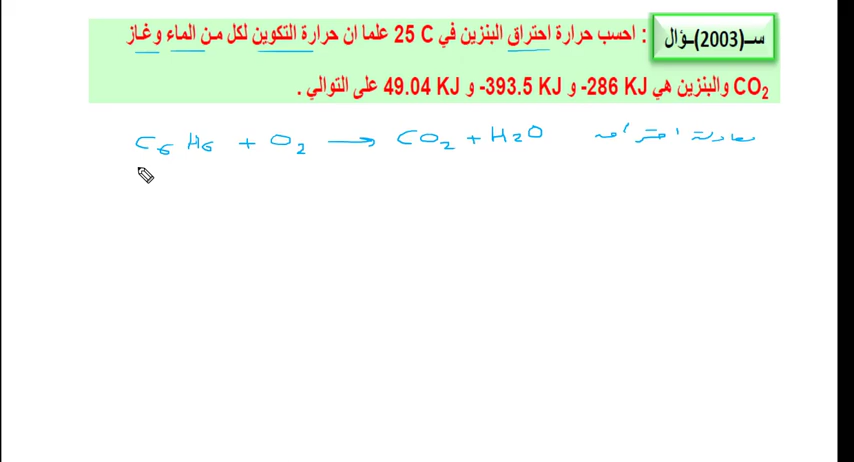 ســ(2003)ـؤال : احسب حرارة احتراق البنزين في 25 C علما ان حرارة التكوين لكل من الماء وغاز
CO₂ والبنزين هي -286 KJ و -393.5 KJ و 49.04 KJ على التوالي .
C₆H₆ + O₂ → CO₂ + H₂O معادلة احتراق